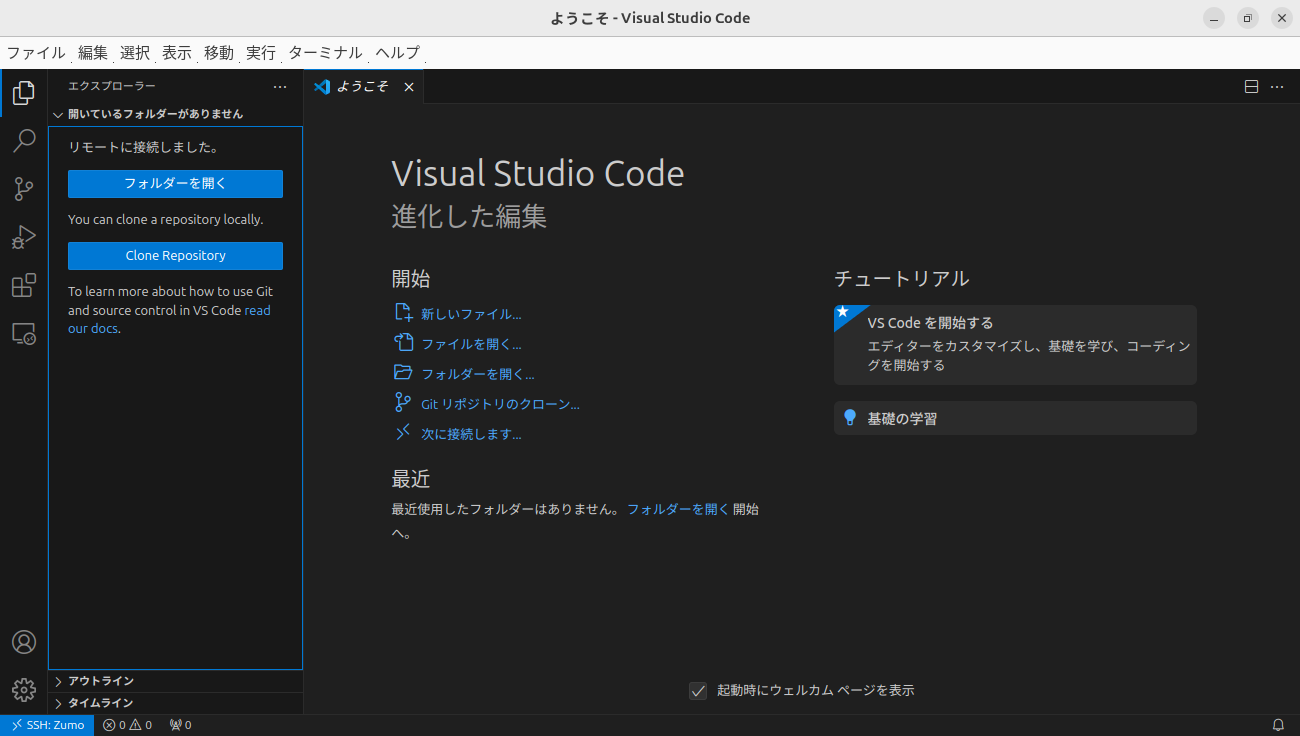 ようこそ - Visual Studio Code
ファイル 編集 選択 表示 移動 実行 ターミナル ヘルプ
エクスプローラー
開いているフォルダーがありません
リモートに接続しました。
フォルダーを開く
You can clone a repository locally.
Clone Repository
To learn more about how to use Git
and source control in VS Code read
our docs.
アウトライン
タイムライン
ようこそ
Visual Studio Code
進化した編集
開始
新しいファイル...
ファイルを開く...
フォルダーを開く...
Git リポジトリのクローン...
次に接続します...
最近
最近使用したフォルダーはありません。フォルダーを開く 開始
へ。
チュートリアル
VS Code を開始する
エディターをカスタマイズし、基礎を学び、コーディン
グを開始する
基礎の学習
起動時にウェルカム ページを表示
SSH: Zumo 0 0 0